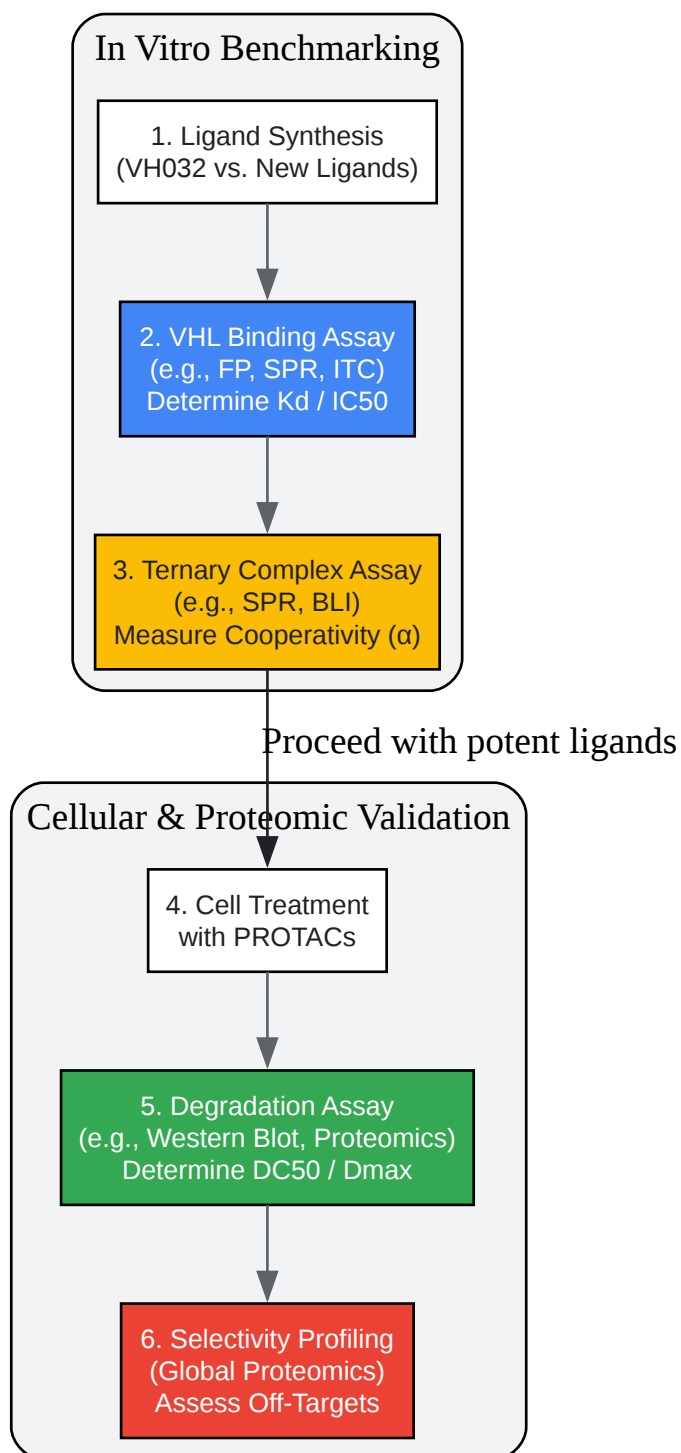 In Vitro Benchmarking
1. Ligand Synthesis
(VH032 vs. New Ligands)
2. VHL Binding Assay
(e.g., FP, SPR, ITC)
Determine Kd / IC50
3. Ternary Complex Assay
(e.g., SPR, BLI)
Measure Cooperativity (α)
Proceed with potent ligands
Cellular & Proteomic Validation
4. Cell Treatment
with PROTACs
5. Degradation Assay
(e.g., Western Blot, Proteomics)
Determine DC50 / Dmax
6. Selectivity Profiling
(Global Proteomics)
Assess Off-Targets